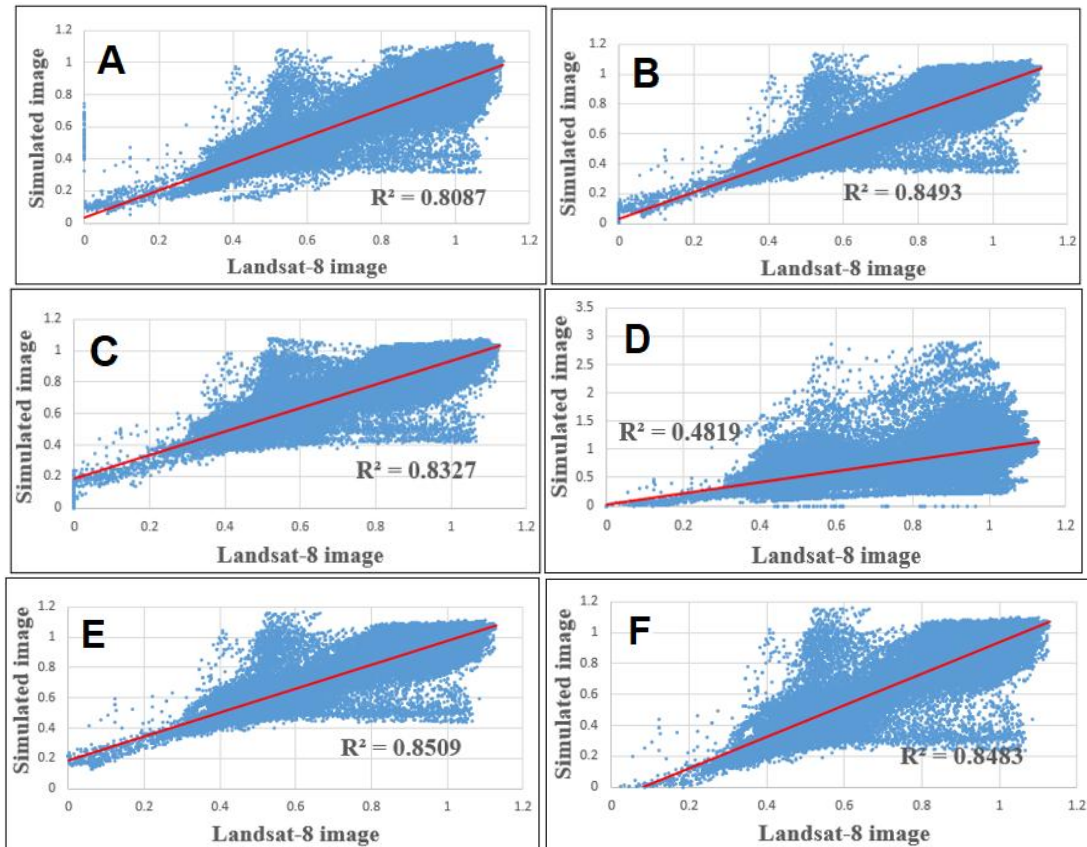 A
Simulated image
1.2
1
0.8
0.6
0.4
0.2
0
R² = 0.8087
0 0.2 0.4 0.6 0.8 1 1.2
Landsat-8 image
B
Simulated image
1.2
1
0.8
0.6
0.4
0.2
0
R² = 0.8493
0 0.2 0.4 0.6 0.8 1 1.2
Landsat-8 image
C
Simulated image
1.2
1
0.8
0.6
0.4
0.2
0
R² = 0.8327
0 0.2 0.4 0.6 0.8 1 1.2
Landsat-8 image
D
Simulated image
3.5
3
2.5
2
1.5
1
0.5
0
R² = 0.4819
0 0.2 0.4 0.6 0.8 1 1.2
Landsat-8 image
E
Simulated image
1.2
1
0.8
0.6
0.4
0.2
0
R² = 0.8509
0 0.2 0.4 0.6 0.8 1 1.2
Landsat-8 image
F
Simulated image
1.2
1
0.8
0.6
0.4
0.2
0
R² = 0.8483
0 0.2 0.4 0.6 0.8 1 1.2
Landsat-8 image